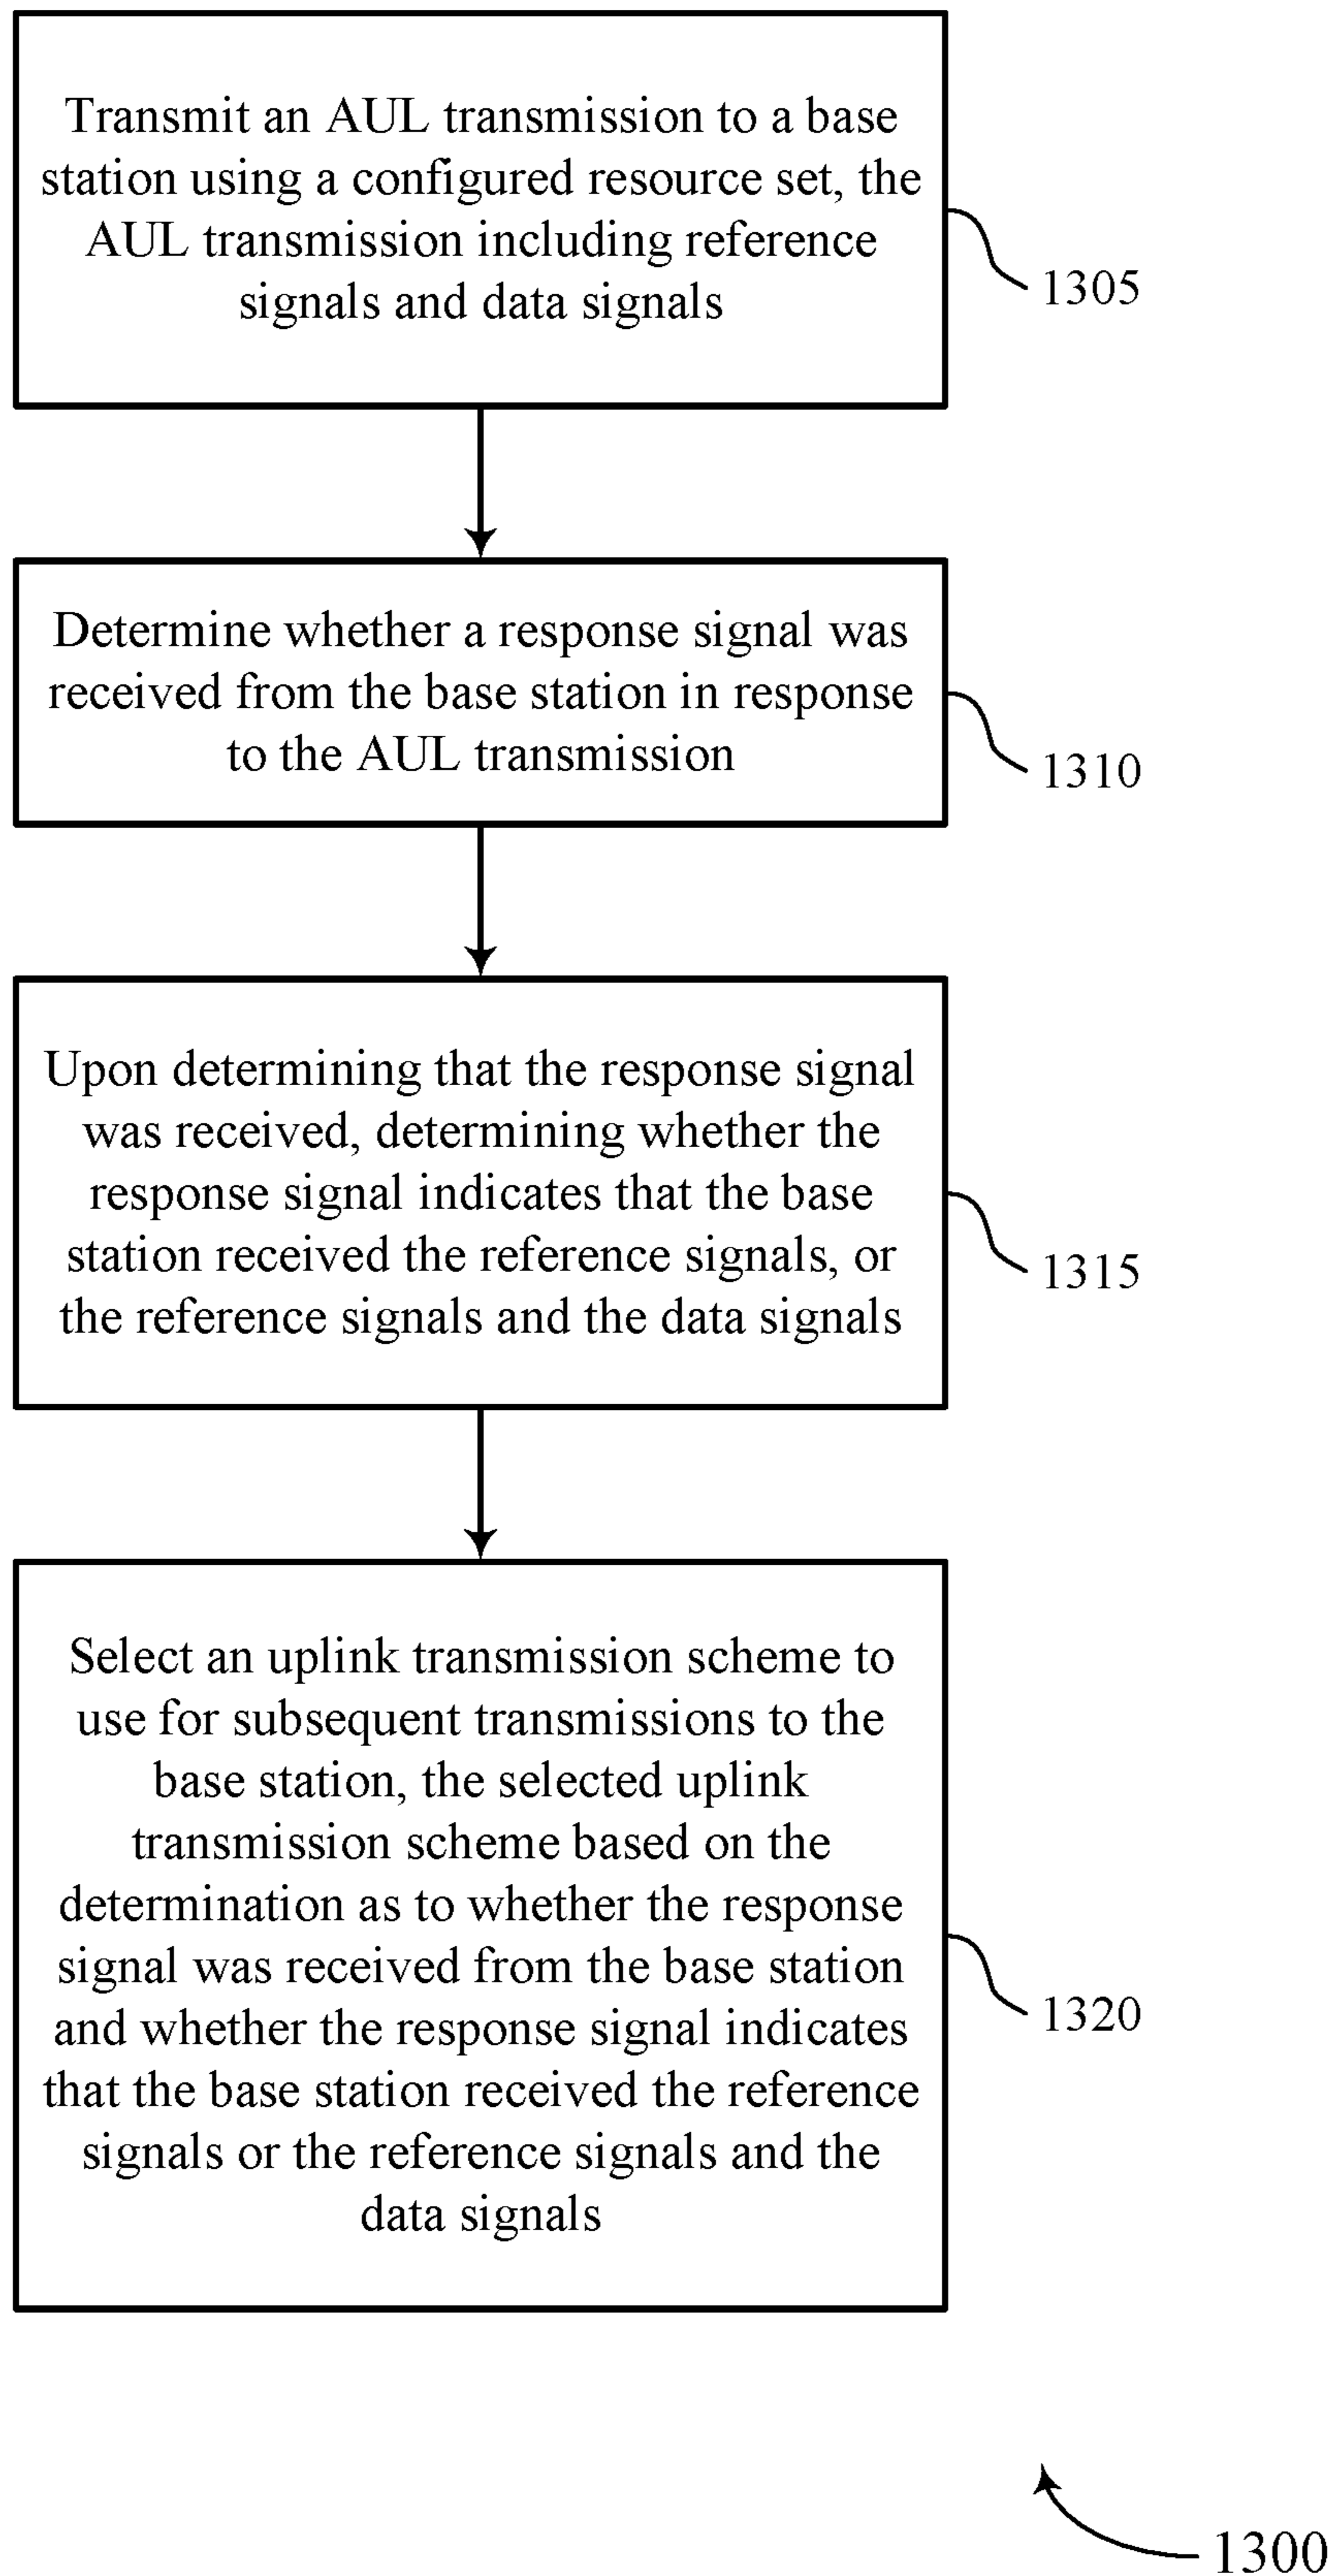 Transmit an AUL transmission to a base
station using a configured resource set, the
AUL transmission including reference
signals and data signals
1305
Determine whether a response signal was
received from the base station in response
to the AUL transmission
1310
Upon determining that the response signal
was received, determining whether the
response signal indicates that the base
station received the reference signals, or
the reference signals and the data signals
1315
Select an uplink transmission scheme to
use for subsequent transmissions to the
base station, the selected uplink
transmission scheme based on the
determination as to whether the response
signal was received from the base station
and whether the response signal indicates
that the base station received the reference
signals or the reference signals and the
data signals
1320
1300